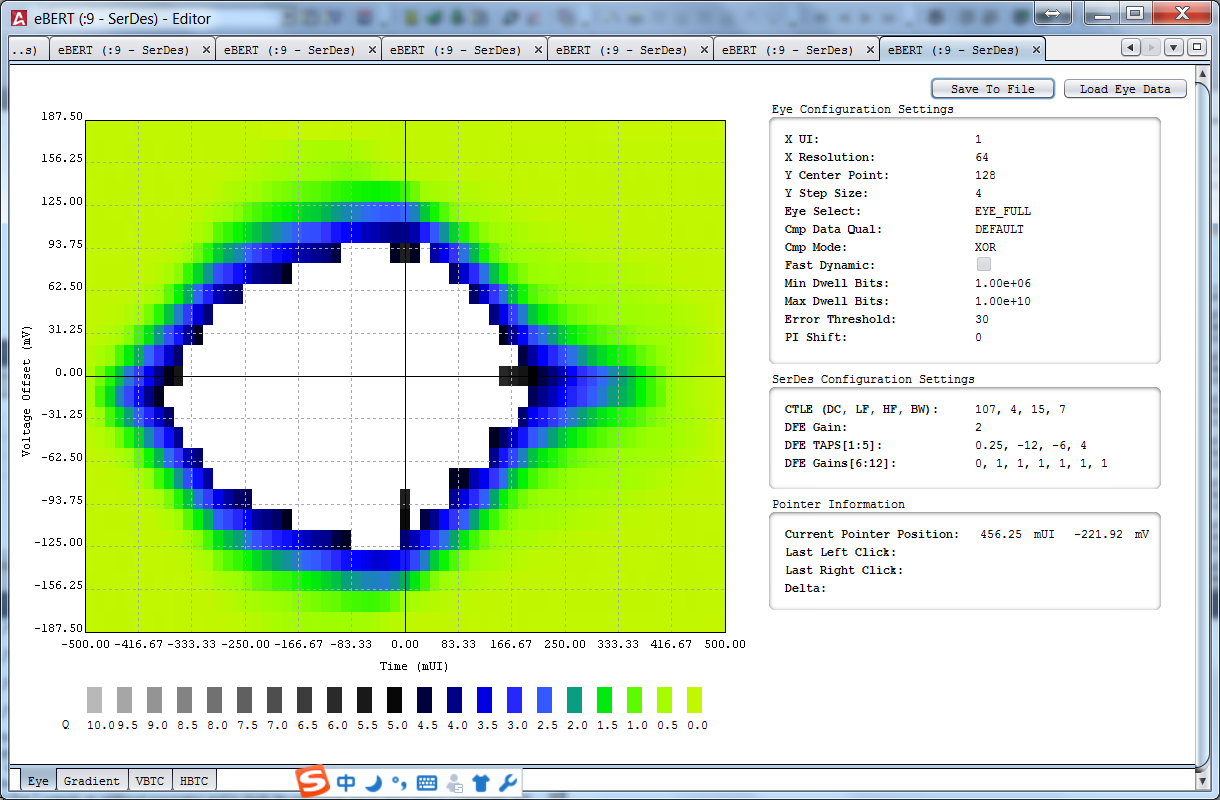 eBERT (:9 - SerDes) - Editor
..s) eBERT (:9 - SerDes) × eBERT (:9 - SerDes) × eBERT (:9 - SerDes) × eBERT (:9 - SerDes) × eBERT (:9 - SerDes) × eBERT (:9 - SerDes) ×
Save To File Load Eye Data
Eye Configuration Settings
X UI: 1
X Resolution: 64
Y Center Point: 128
Y Step Size: 4
Eye Select: EYE_FULL
Cmp Data Qual: DEFAULT
Cmp Mode: XOR
Fast Dynamic:
Min Dwell Bits: 1.00e+06
Max Dwell Bits: 1.00e+10
Error Threshold: 30
PI Shift: 0
SerDes Configuration Settings
CTLE (DC, LF, HF, BW): 107, 4, 15, 7
DFE Gain: 2
DFE TAPS[1:5]: 0.25, -12, -6, 4
DFE Gains[6:12]: 0, 1, 1, 1, 1, 1, 1
Pointer Information
Current Pointer Position: 456.25 mUI -221.92 mV
Last Left Click:
Last Right Click:
Delta:
Voltage Offset (mV)
187.50
156.25
125.00
93.75
62.50
31.25
0.00
-31.25
-62.50
-93.75
-125.00
-156.25
-187.50
-500.00 -416.67 -333.33 -250.00 -166.67 -83.33 0.00 83.33 166.67 250.00 333.33 416.67 500.00
Time (mUI)
Q 10.0 9.5 9.0 8.5 8.0 7.5 7.0 6.5 6.0 5.5 5.0 4.5 4.0 3.5 3.0 2.5 2.0 1.5 1.0 0.5 0.0
Eye Gradient VBTC HBTC
中